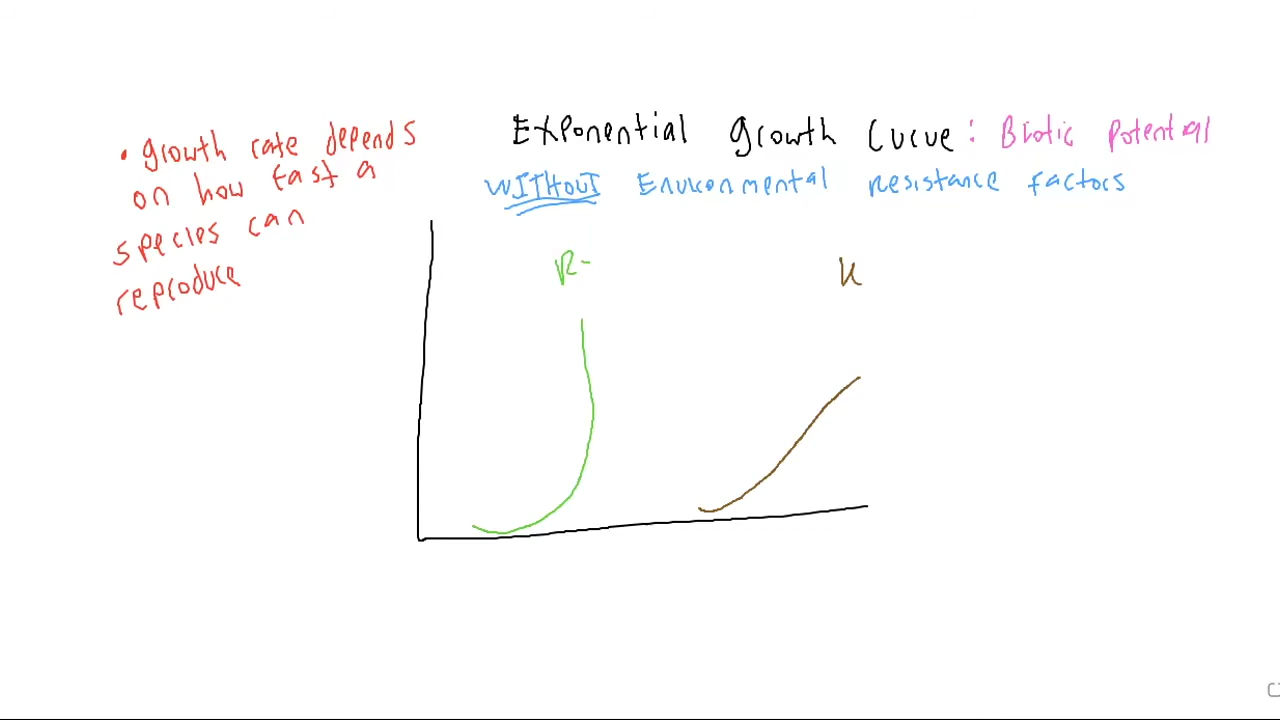 • growth rate depends
on how fast a
species can
reproduce
Exponential Growth Curve: Biotic Potential
WITHOUT Environmental resistance factors
R-
K